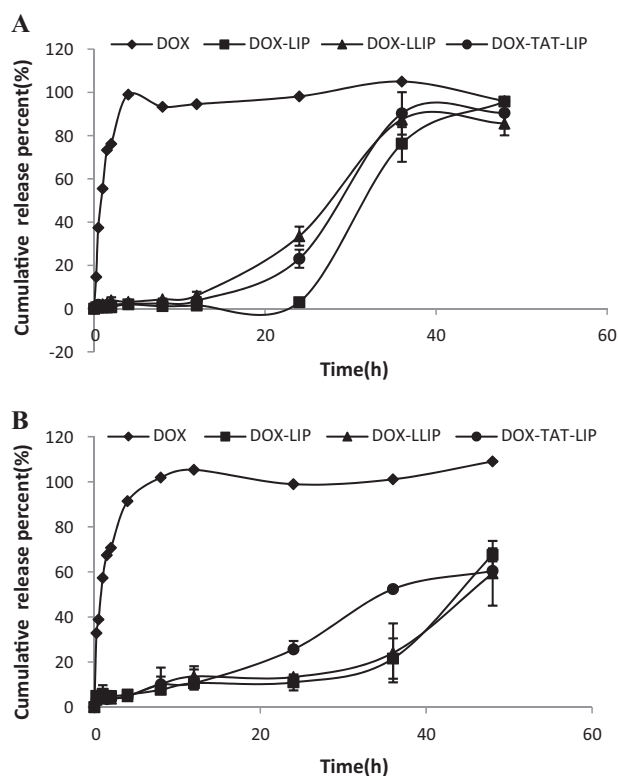 A
DOX DOX-LIP DOX-LLIP DOX-TAT-LIP
Cumulative release percent(%)
120
100
80
60
40
20
0
-20
0 20 40 60
Time(h)
B
DOX DOX-LIP DOX-LLIP DOX-TAT-LIP
Cumulative release percent(%)
120
100
80
60
40
20
0
0 20 40 60
Time(h)